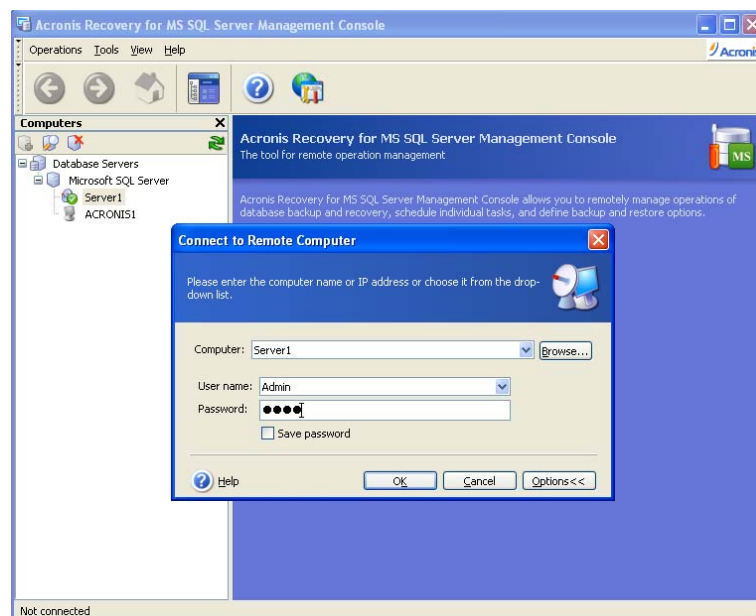 Acronis Recovery for MS SQL Server Management Console
Operations Tools View Help
Acronis
Computers
Acronis Recovery for MS SQL Server Management Console
The tool for remote operation management
MS
Database Servers
Microsoft SQL Server
Server1
ACRONIS1
Acronis Recovery for MS SQL Server Management Console allows you to remotely manage operations of
database backup and recovery, schedule individual tasks, and define backup and restore options.
Connect to Remote Computer
Please enter the computer name or IP address or choose it from the drop-
down list.
Computer: Server1 Browse...
User name: Admin
Password: ●●●●
Save password
Help OK Cancel Options<<
Not connected